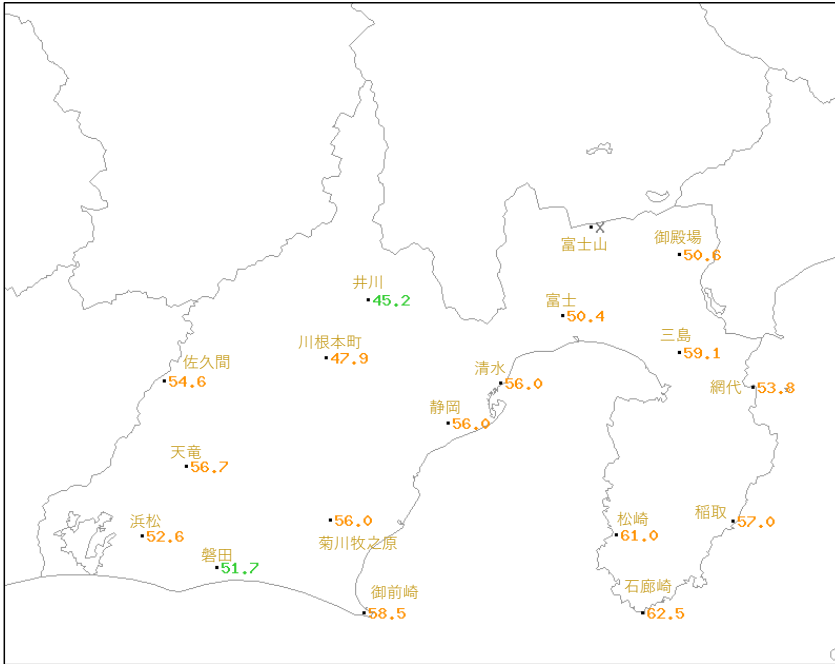 富士山
×
御殿場
50.6
井川
45.2
富士
50.4
川根本町
47.9
三島
59.1
佐久間
54.6
清水
56.0
網代
53.8
静岡
56.0
天竜
56.7
浜松
52.6
56.0
菊川牧之原
松崎
61.0
稲取
57.0
磐田
51.7
御前崎
58.5
石廊崎
62.5